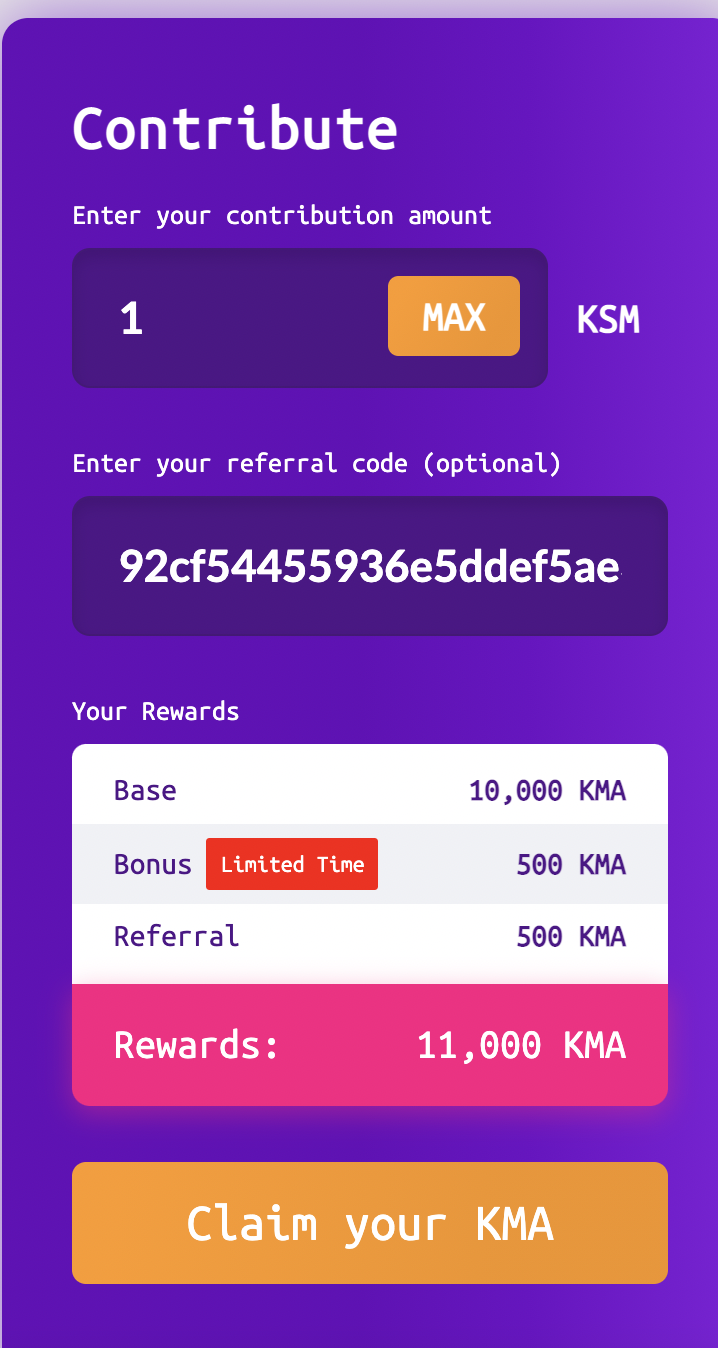 Contribute
Enter your contribution amount
1 MAX KSM
Enter your referral code (optional)
92cf54455936e5ddef5ae
Your Rewards
Base 10,000 KMA
Bonus Limited Time 500 KMA
Referral 500 KMA
Rewards: 11,000 KMA
Claim your KMA